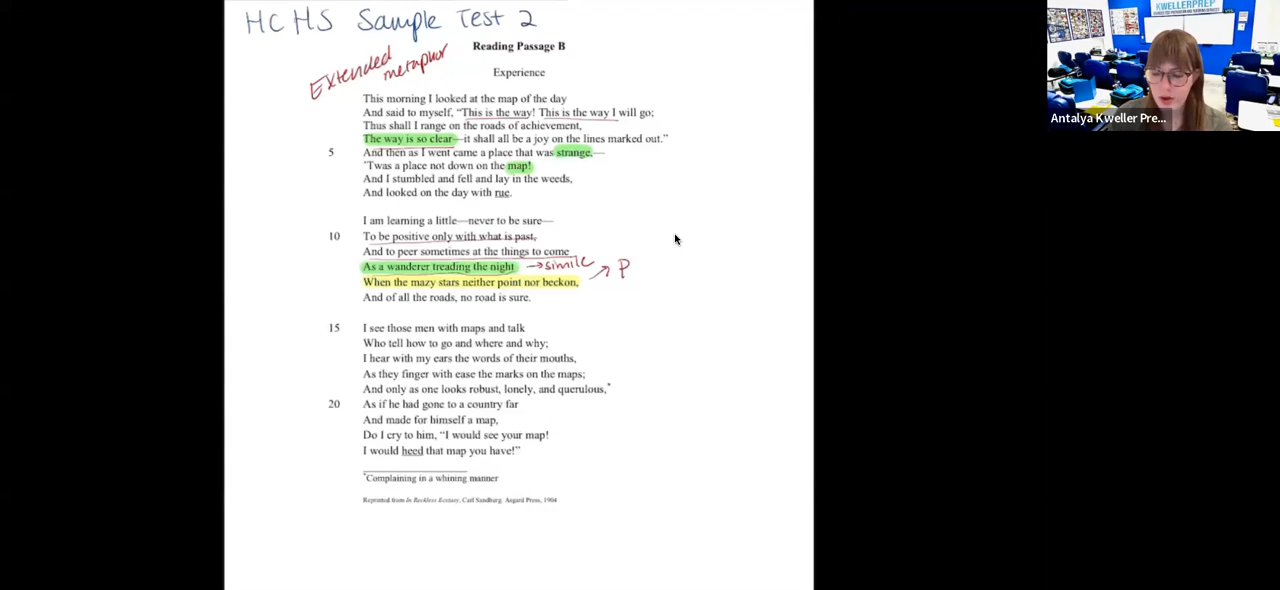 HCHS Sample Test 2
Extended
metaphor
Reading Passage B
Experience
This morning I looked at the map of the day
And said to myself, “This is the way! This is the way I will go;
Thus shall I range on the roads of achievement,
The way is so clear—it shall all be a joy on the lines marked out.”
5 And then as I went came a place that was strange,—
’Twas a place not down on the map!
And I stumbled and fell and lay in the weeds,
And looked on the day with rue.
I am learning a little—never to be sure—
10 To be positive only with what is past,
And to peer sometimes at the things to come
As a wanderer treading the night →simile
When the mazy stars neither point nor beckon, → P
And of all the roads, no road is sure.
15 I see those men with maps and talk
Who tell how to go and where and why;
I hear with my ears the words of their mouths,
As they finger with ease the marks on the maps;
And only as one looks robust, lonely, and querulous,*
20 As if he had gone to a country far
And made for himself a map,
Do I cry to him, “I would see your map!
I would heed that map you have!”
*Complaining in a whining manner
Reprinted from In Reckless Ecstasy, Carl Sandburg. Asgard Press, 1904
KWELLERPREP
Antalya Kweller Pre...